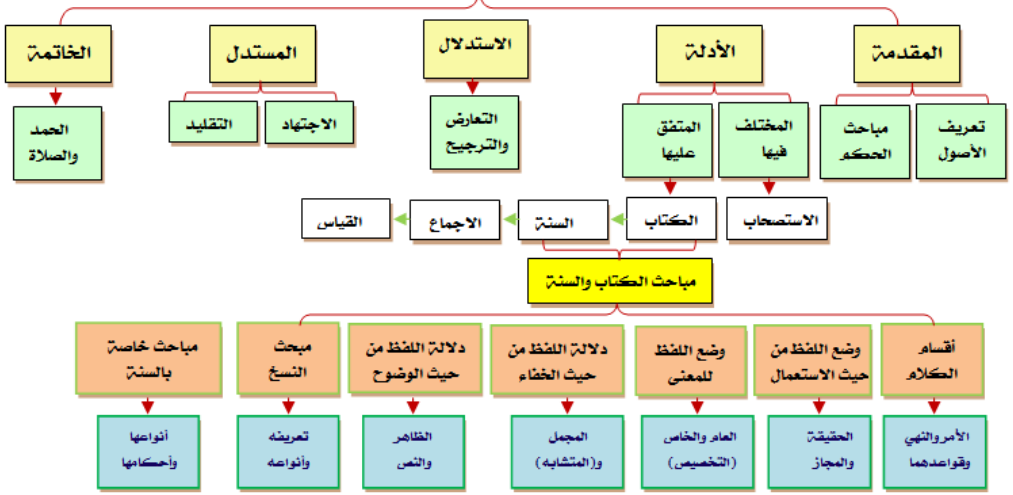 المقدمة
الأدلة
الاستدلال
المستدل
الخاتمة
تعريف
الأصول
مباحث
الحكم
المختلف
فيها
المتفق
عليها
التعارض
والترجيح
الاجتهاد
التقليد
الحمد
والصلاة
الاستصحاب
الكتاب
السنة
الاجماع
القياس
مباحث الكتاب والسنة
أقسام
الكلام
وضع اللفظ من
حيث الاستعمال
وضع اللفظ
للمعنى
دلالة اللفظ من
حيث الخفاء
دلالة اللفظ من
حيث الوضوح
مبحث
النسخ
مباحث خاصة
بالسنة
الأمر والنهي
وقواعدهما
الحقيقة
والمجاز
العام والخاص
(التخصيص)
المجمل
و(المتشابه)
الظاهر
والنص
تعريفه
وأنواعه
أنواعها
وأحكامها